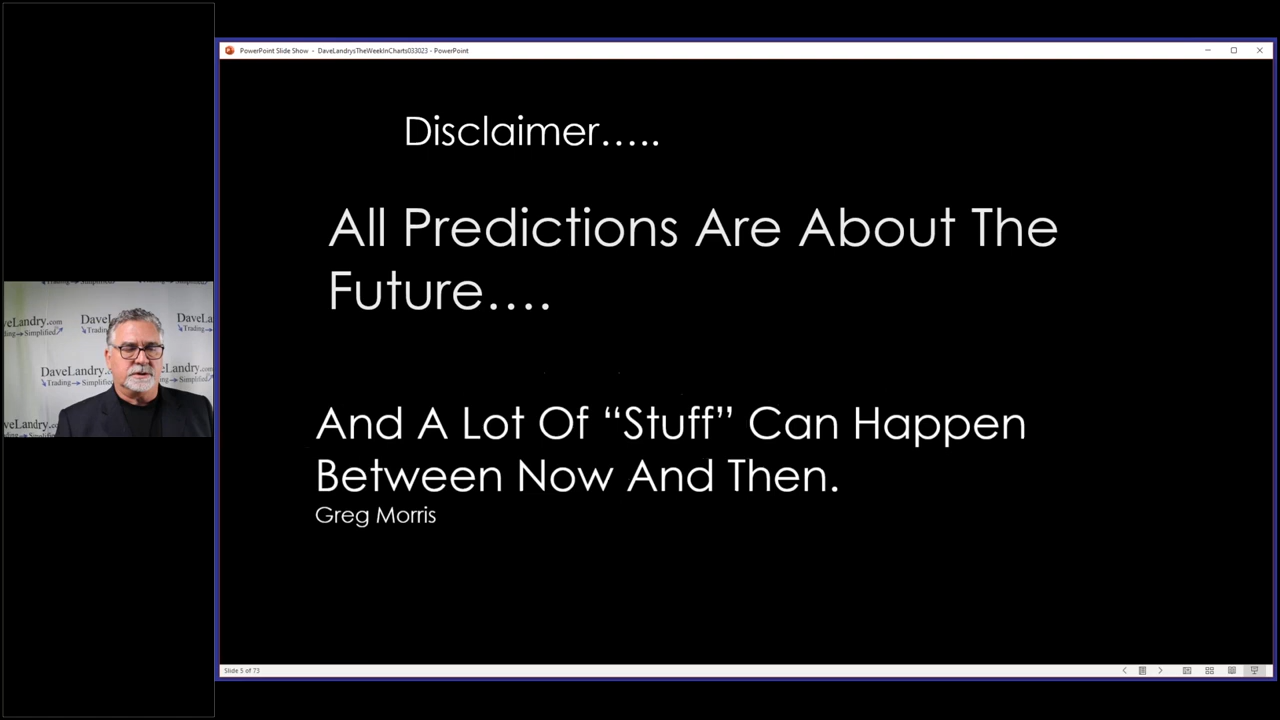 PowerPoint Slide Show - DaveLandrysTheWeekInCharts033023 - PowerPoint
Disclaimer.....
All Predictions Are About The
Future....
And A Lot Of “Stuff” Can Happen
Between Now And Then.
Greg Morris
DaveLandry.com
Trading Simplified
Slide 5 of 73